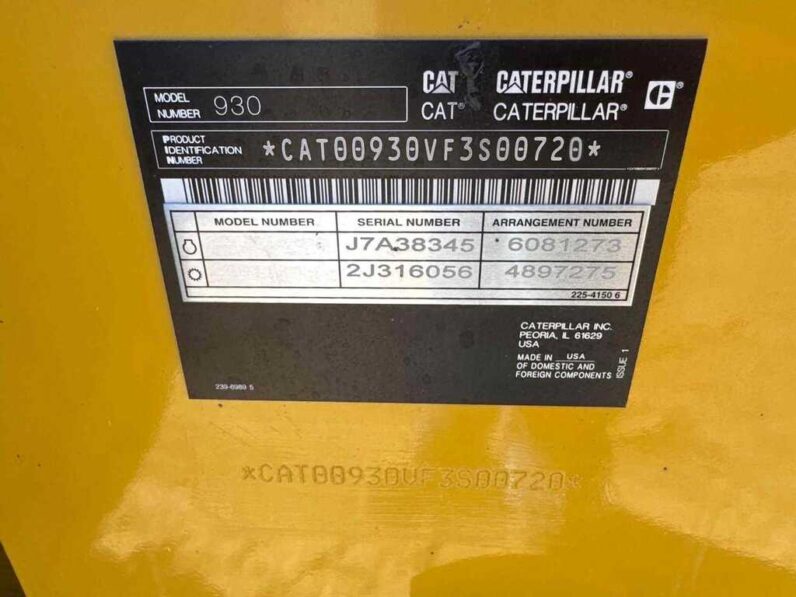 CAT CATERPILLAR®
CAT® CATERPILLAR®
MODEL NUMBER 930
PRODUCT IDENTIFICATION NUMBER *CAT00930VF3S00720*
MODEL NUMBER SERIAL NUMBER ARRANGEMENT NUMBER
J7A38345 6081273
2J316056 4897275
225-4150 6
CATERPILLAR INC.
PEORIA, IL 61629
USA
MADE IN USA
OF DOMESTIC AND
FOREIGN COMPONENTS
ISSUE 1
239-6989 5
*CAT00930VF3S00720*